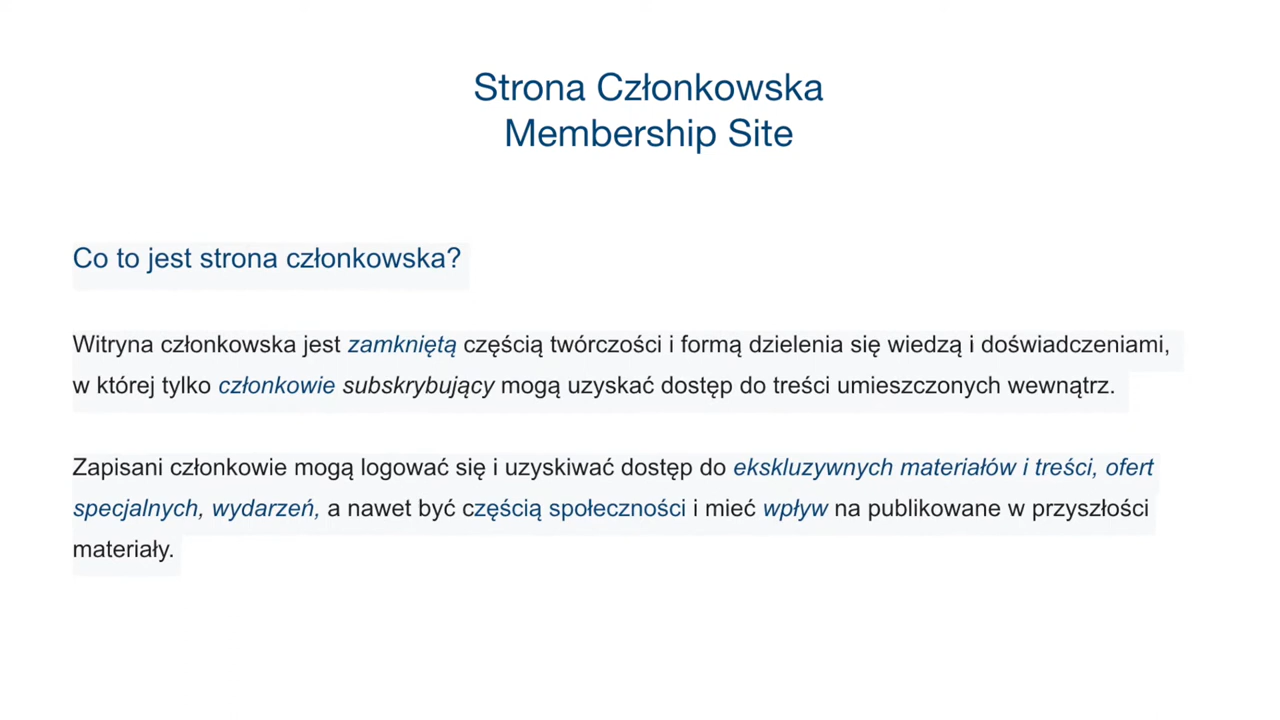 Strona Członkowska
Membership Site
Co to jest strona członkowska?
Witryna członkowska jest zamkniętą częścią twórczości i formą dzielenia się wiedzą i doświadczeniami,
w której tylko członkowie subskrybujący mogą uzyskać dostęp do treści umieszczonych wewnątrz.
Zapisani członkowie mogą logować się i uzyskiwać dostęp do ekskluzywnych materiałów i treści, ofert
specjalnych, wydarzeń, a nawet być częścią społeczności i mieć wpływ na publikowane w przyszłości
materiały.